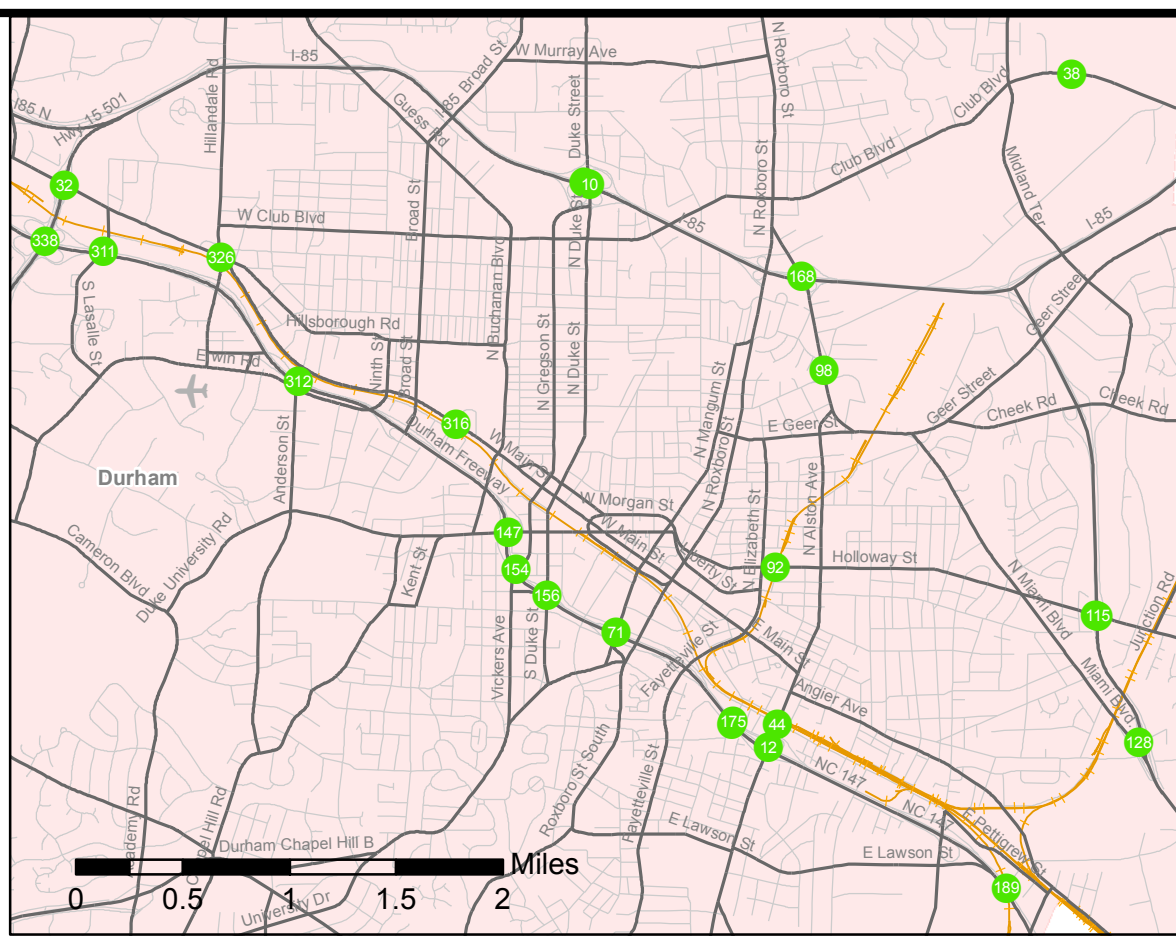 N Roxboro St
W Murray Ave
I-85
I-85
Broad St
Hillandale Rd
38
Duke Street
Club Blvd
Guess Rd
I85 N
Hwy 15 501
Club Blvd
Midland Ter
32
10
N Roxboro St
W Club Blvd
Broad St
N Duke St
I-85
I-85
338
311
326
N Buchanan Blvd
168
S Lasalle St
Geer Street
Hillsborough Rd
N Gregson St
N Duke St
Erwin Rd
Ninth St
Broad St
98
312
N Mangum St
Geer Street
Cheek Rd
Cheek Rd
316
E Geer St
Durham
Anderson St
Durham Freeway
W Main St
N Roxboro St
W Morgan St
N Elizabeth St
N Alston Ave
147
W Main St
Liberty St
Holloway St
Cameron Blvd
Duke University Rd
Kent St
154
92
N Miami Blvd
156
115
Junction Rd
71
Vickers Ave
S Duke St
Fayetteville St
E Main St
Angier Ave
Miami Blvd.
175
44
12
128
Roxboro St South
Fayetteville St
NC 147
NC 147
E Lawson St
E Pettigrew St
Durham Chapel Hill B
E Lawson St
Miles
189
0 0.5 1 1.5 2
University Dr